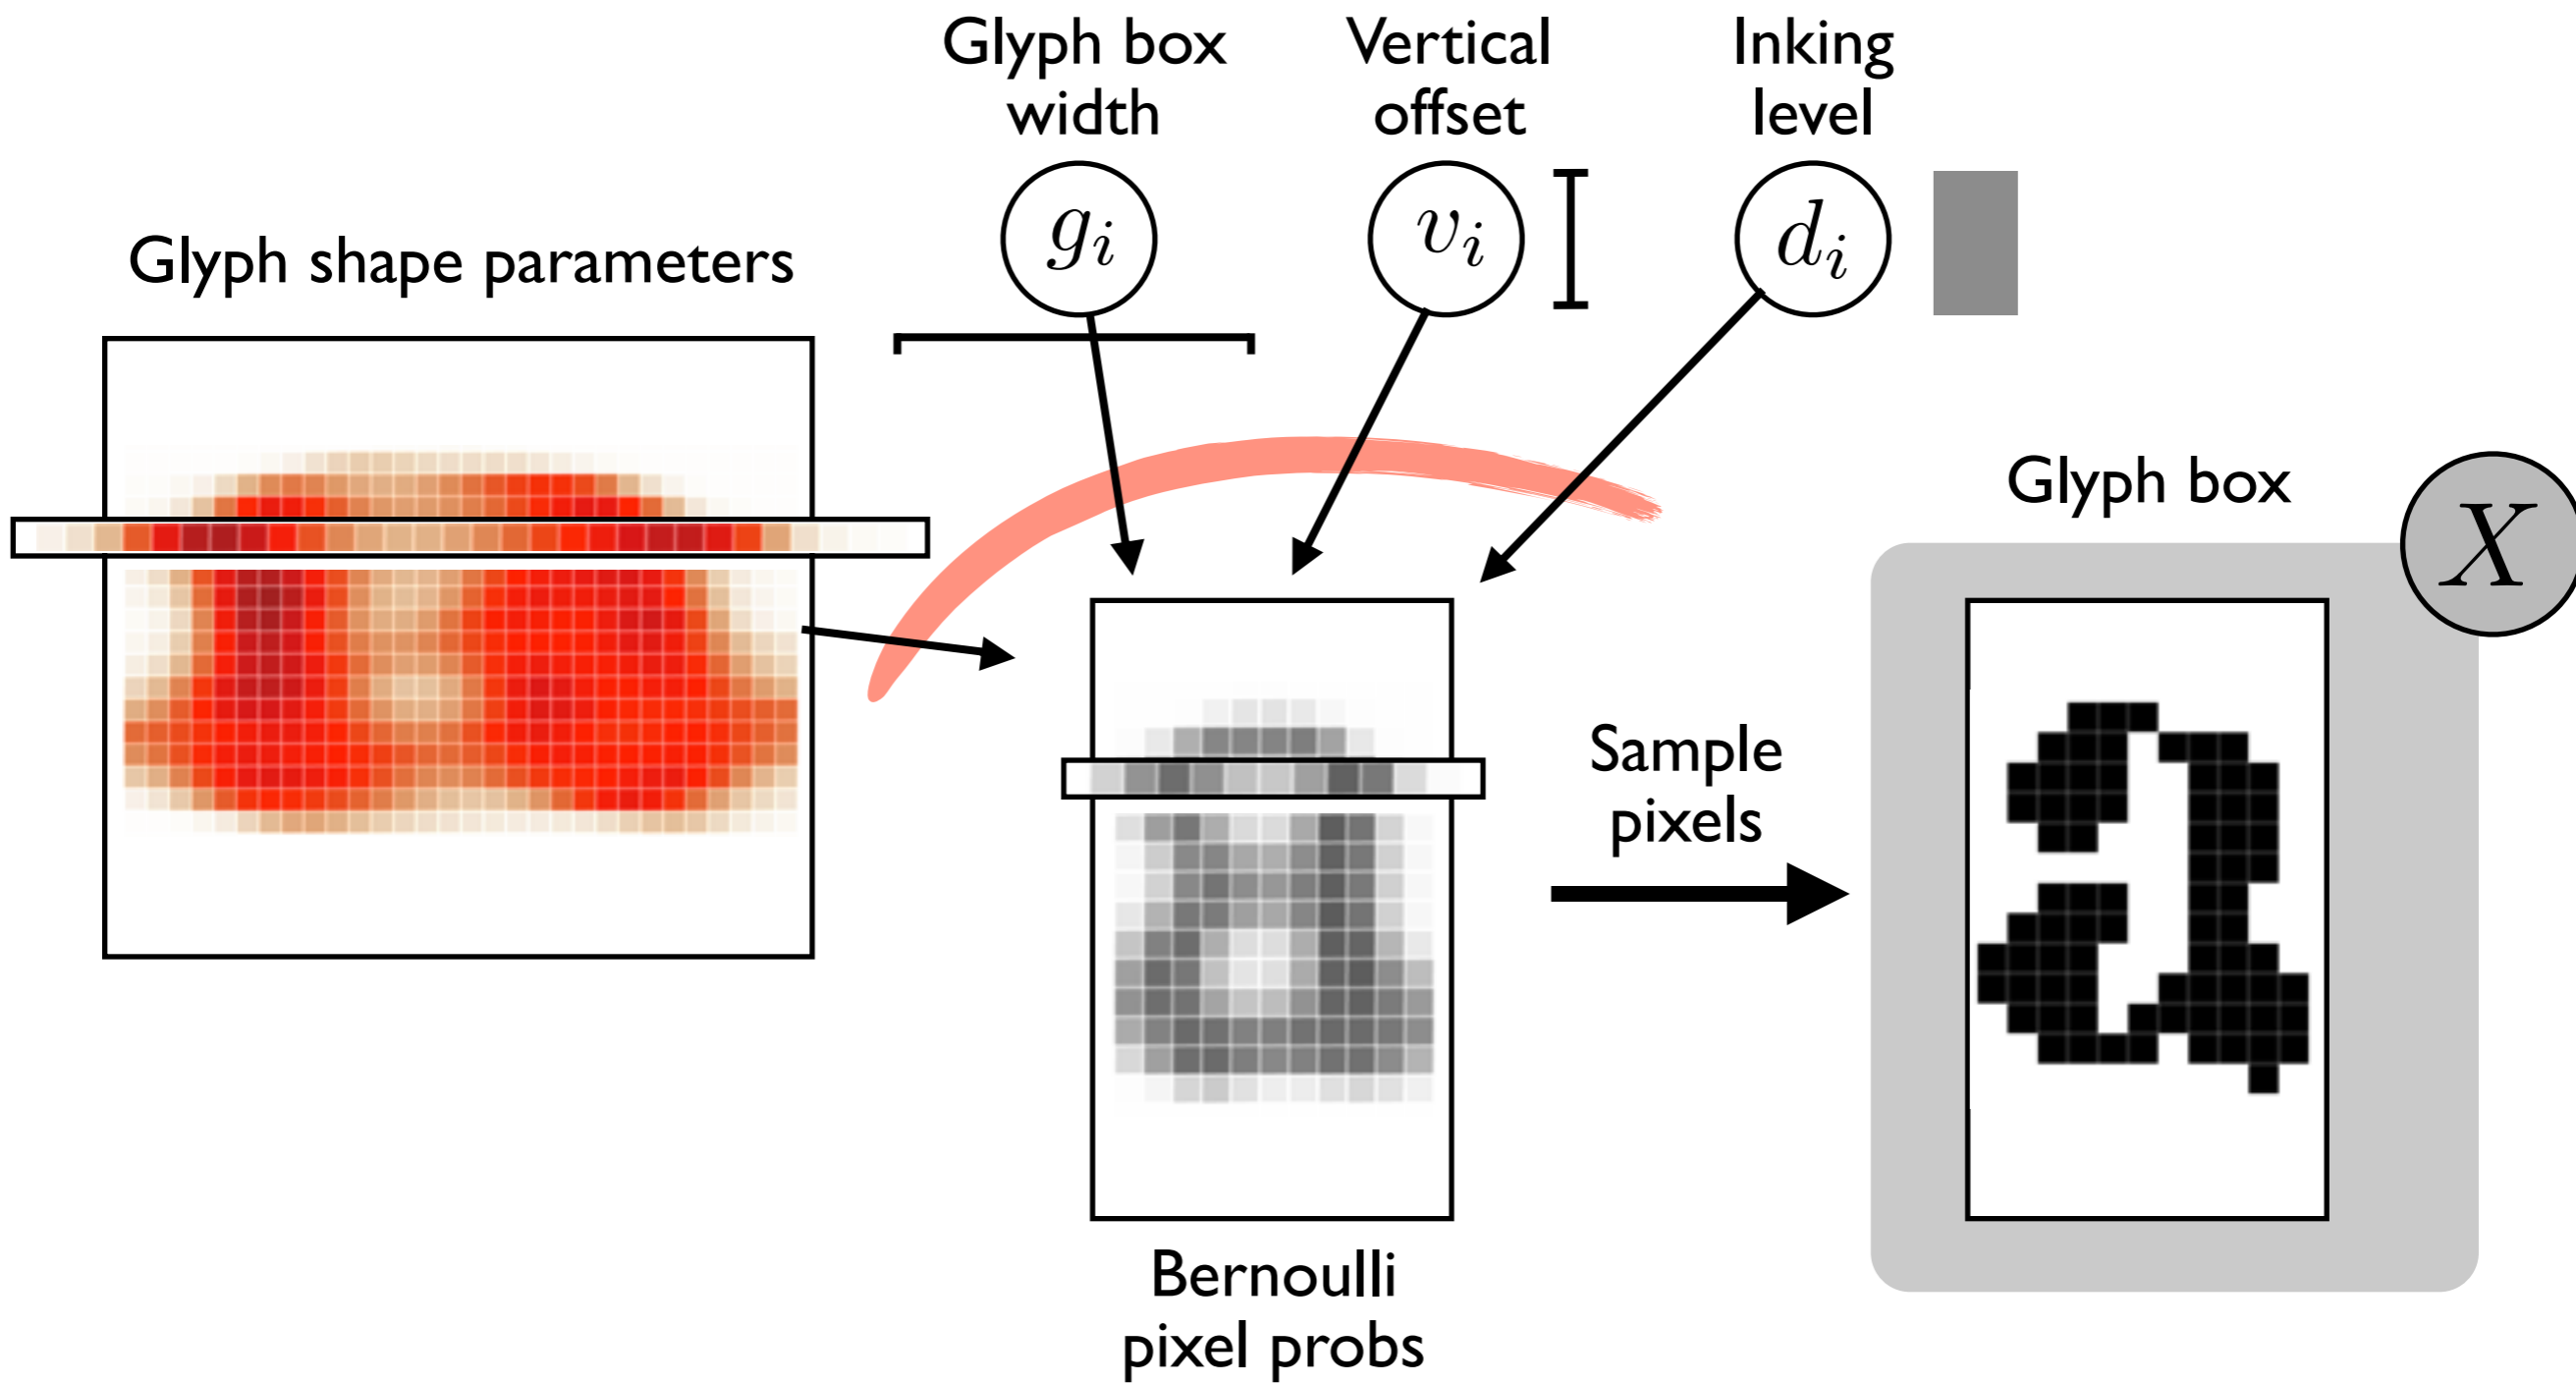 Glyph box
width
Vertical
offset
Inking
level
g_i
v_i
d_i
Glyph shape parameters
Glyph box
X
Sample
pixels
Bernoulli
pixel probs